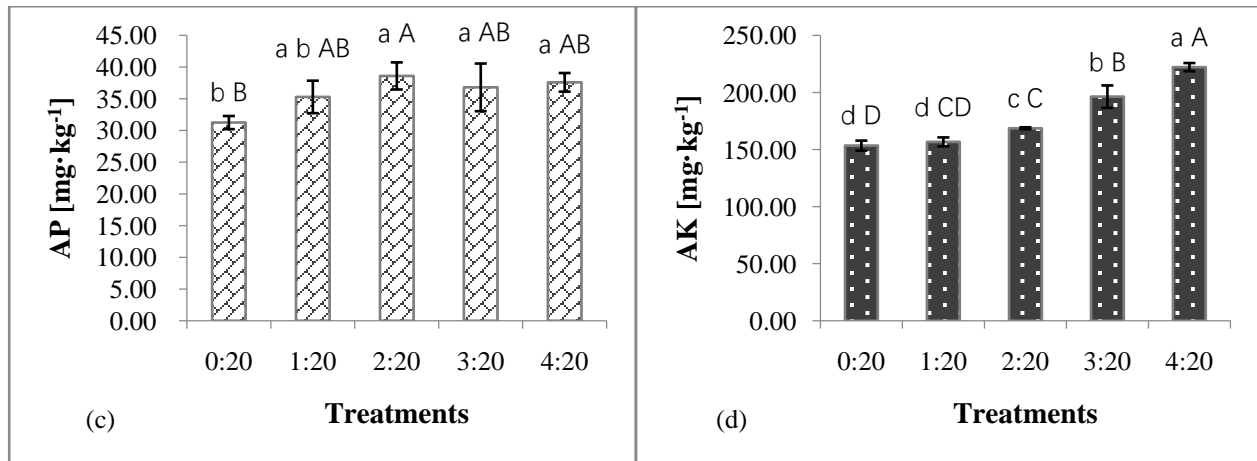 45.00
40.00
35.00
30.00
25.00
20.00
15.00
10.00
5.00
0.00
AP [mg·kg-1]
b B
a b AB
a A
a AB
a AB
0:20 1:20 2:20 3:20 4:20
Treatments
(c)
250.00
200.00
150.00
100.00
50.00
0.00
AK [mg·kg-1]
d D
d CD
c C
b B
a A
0:20 1:20 2:20 3:20 4:20
Treatments
(d)